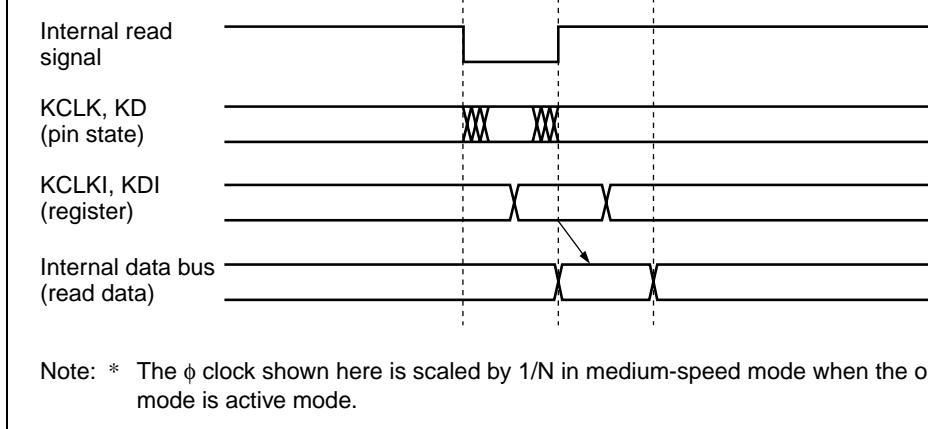 Internal read
signal
KCLK, KD
(pin state)
KCLKI, KDI
(register)
Internal data bus
(read data)
Note: * The ϕ clock shown here is scaled by 1/N in medium-speed mode when the
mode is active mode.